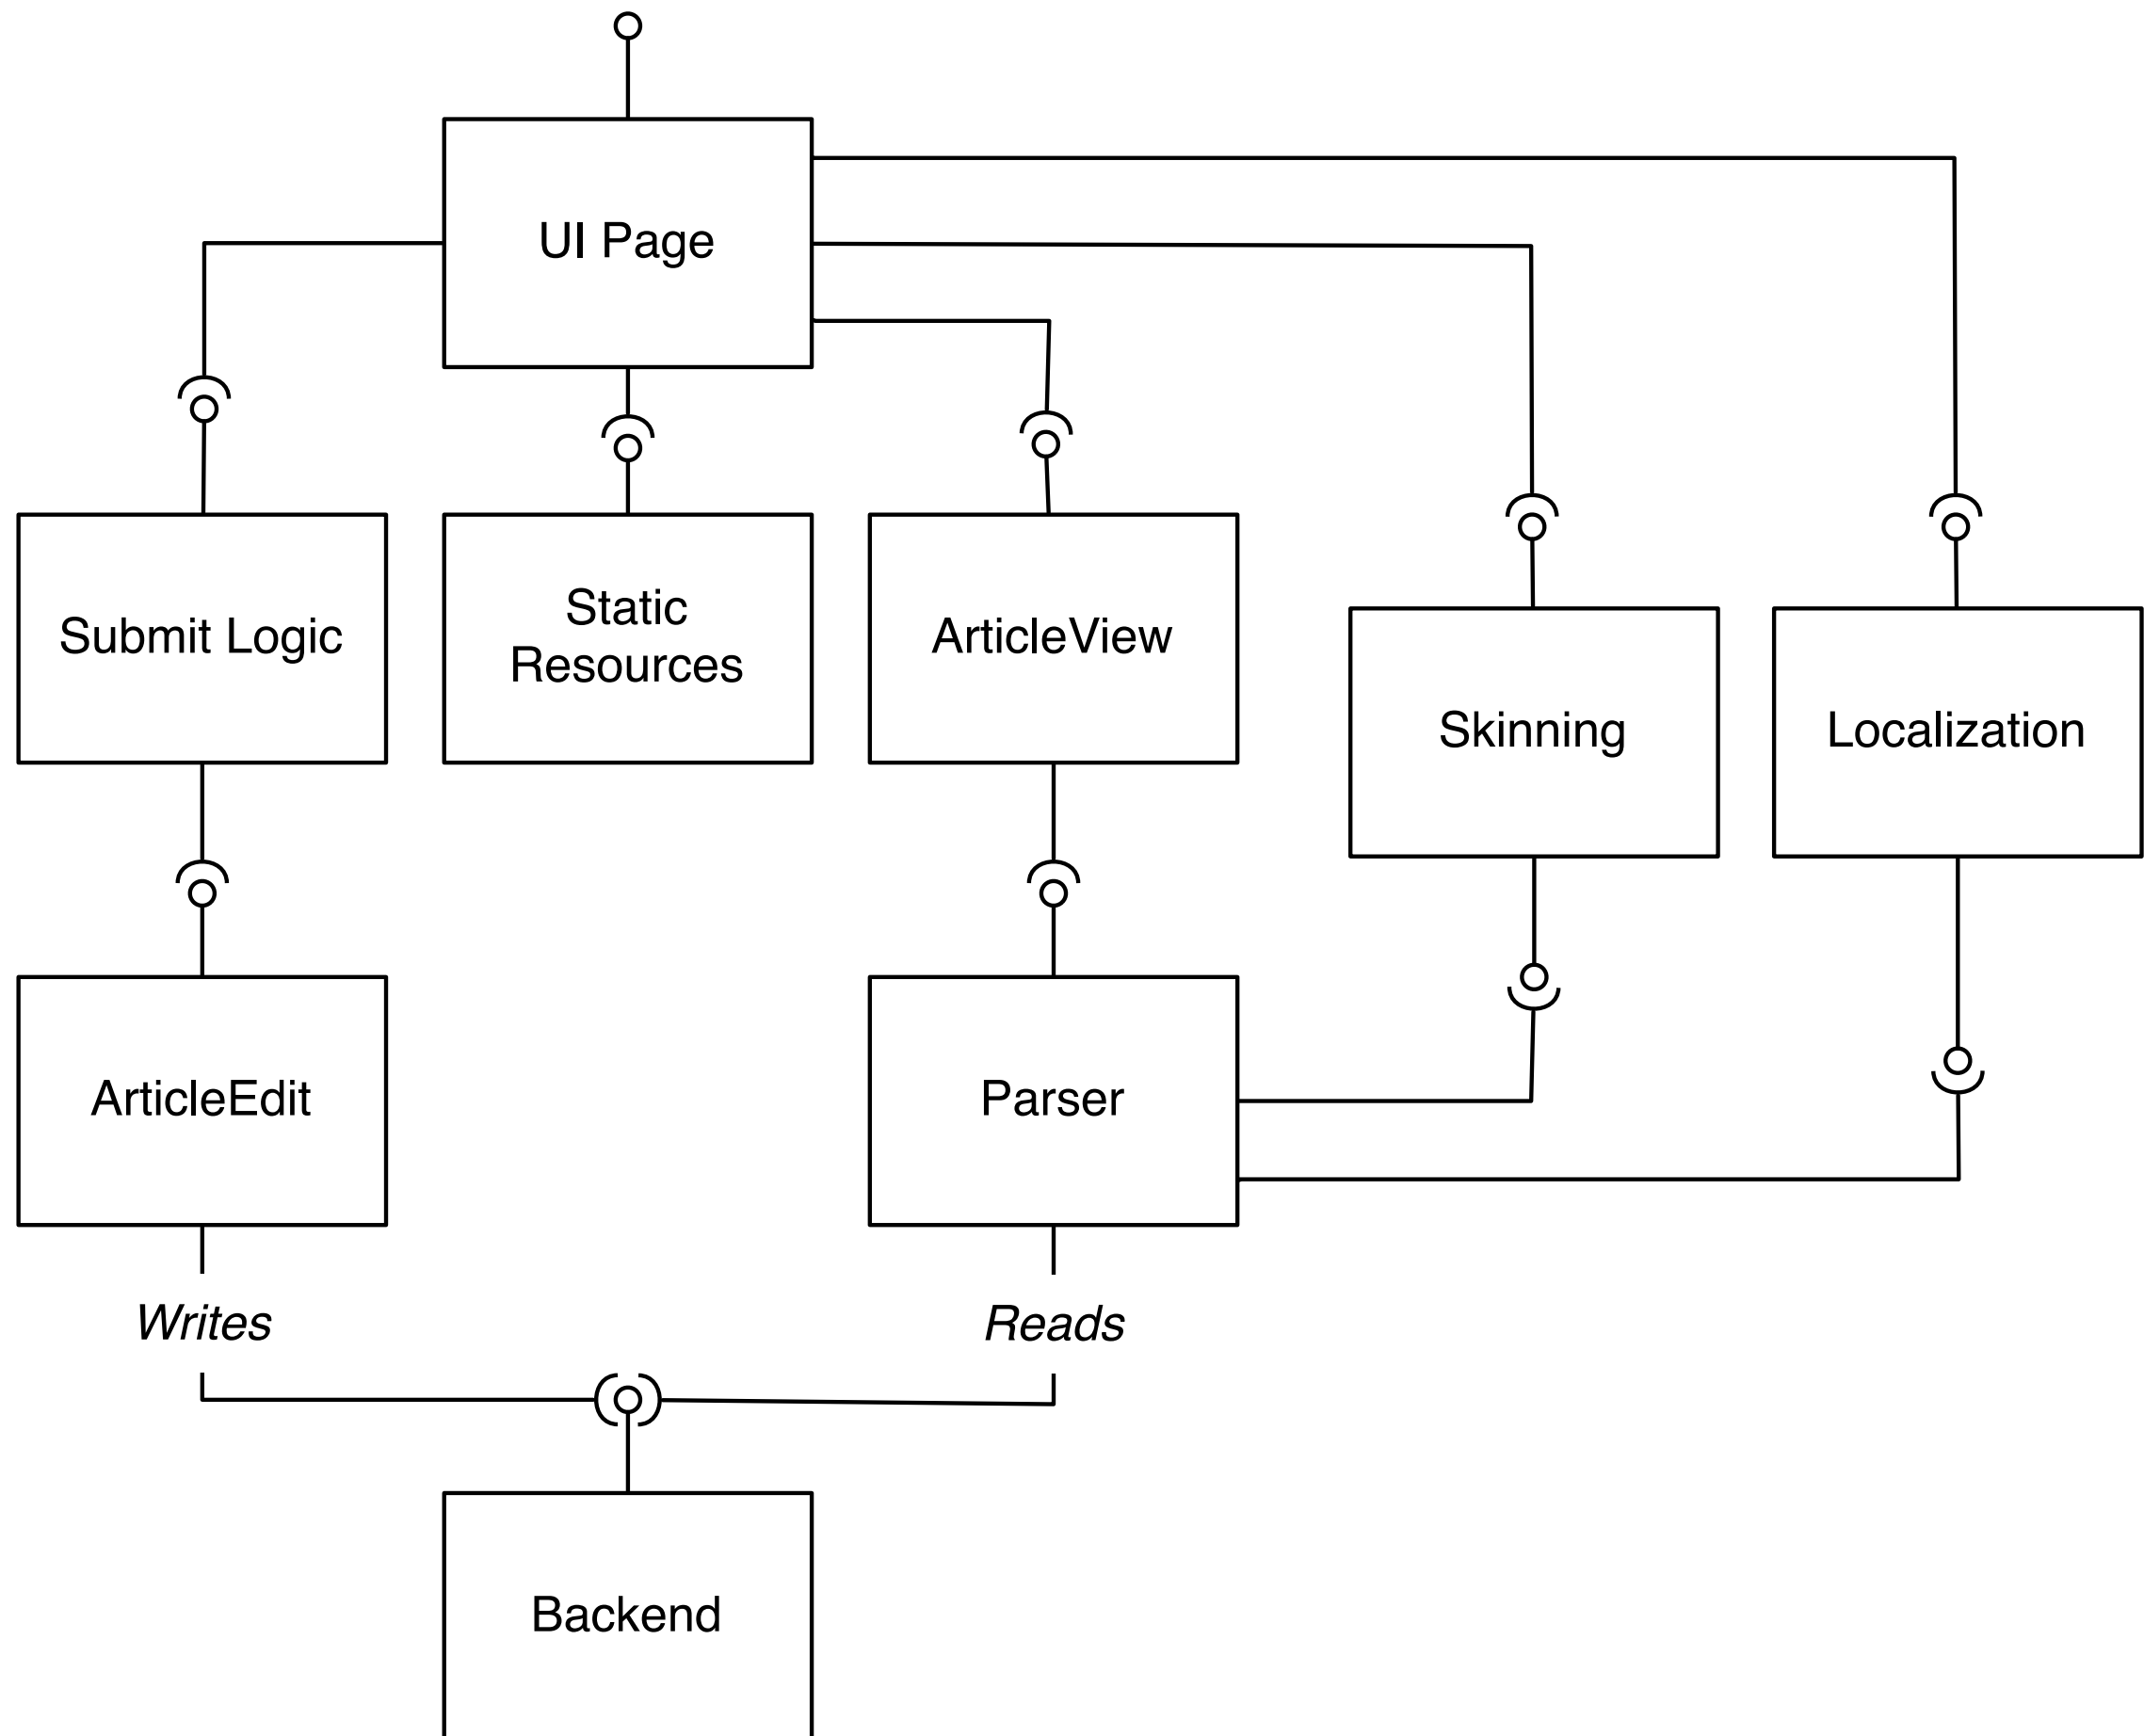 UI Page
Submit Logic
Static
Resources
ArticleView
Skinning
Localization
ArticleEdit
Parser
Writes
Reads
Backend